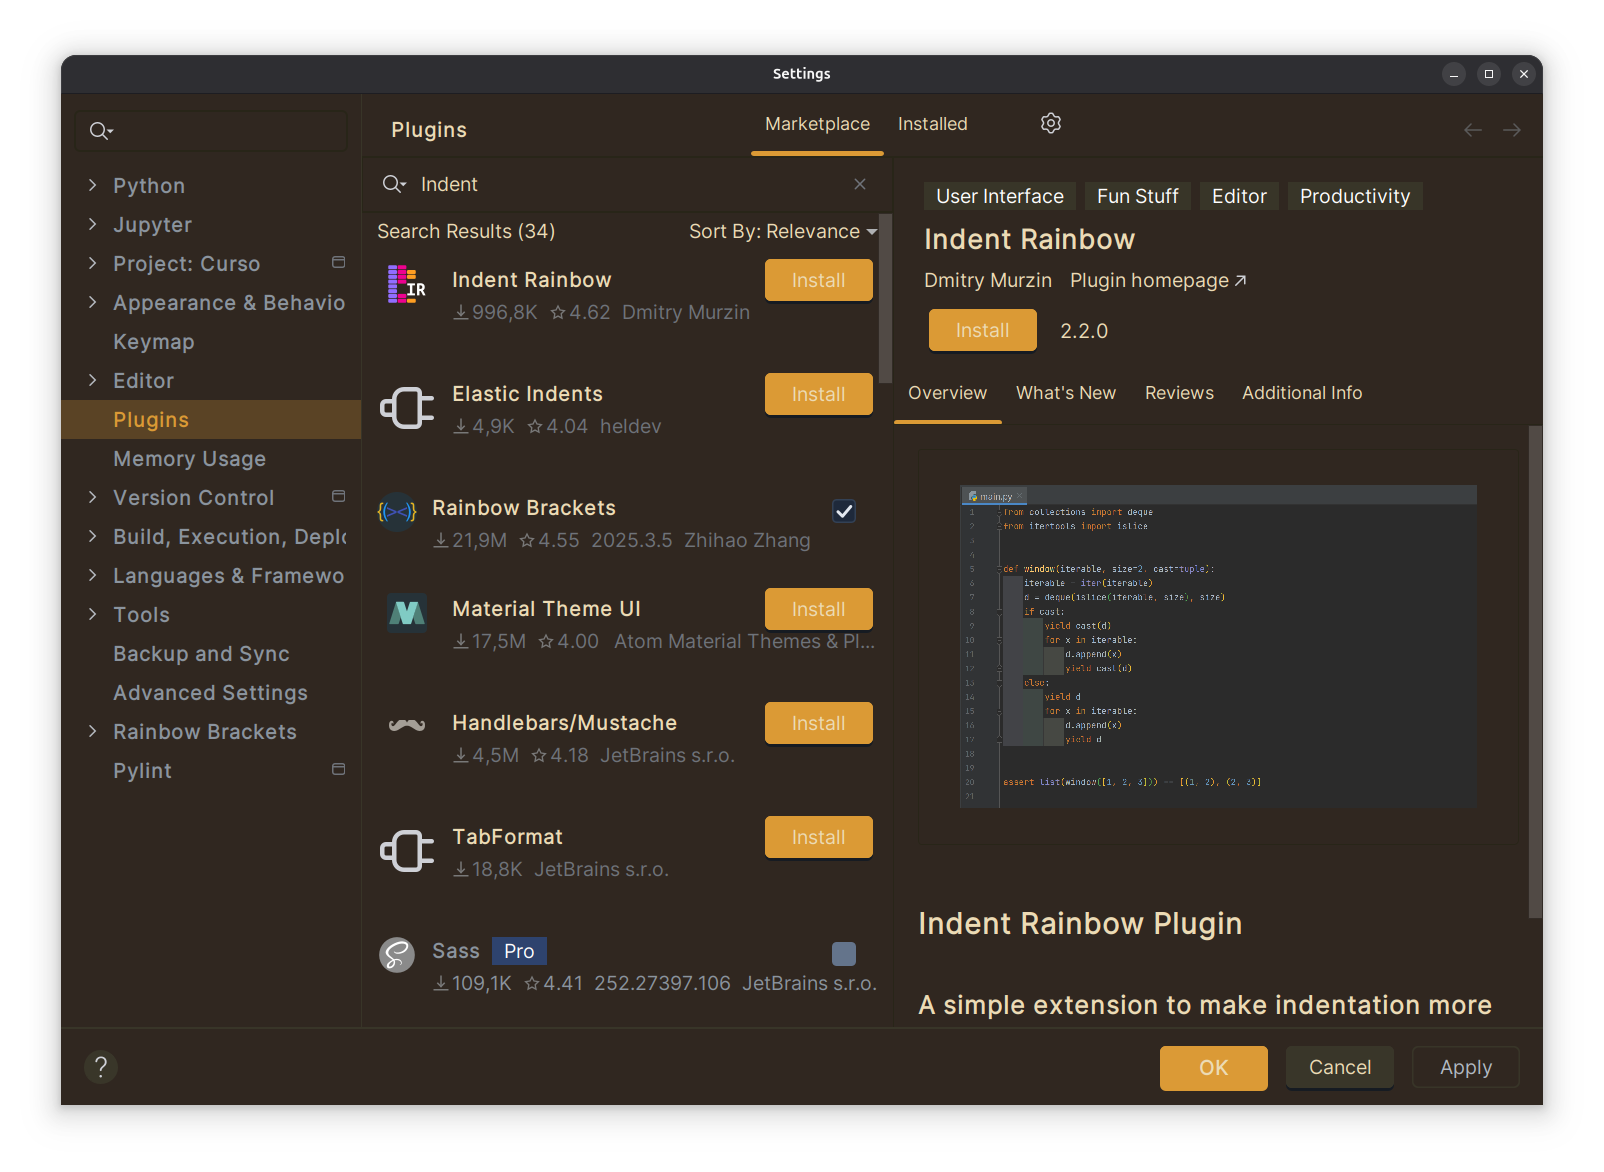 Settings
Plugins
Marketplace
Installed
Python
Jupyter
Project: Curso
Appearance & Behavio
Keymap
Editor
Plugins
Memory Usage
Version Control
Build, Execution, Deplo
Languages & Framewo
Tools
Backup and Sync
Advanced Settings
Rainbow Brackets
Pylint
Indent
Search Results (34)
Sort By: Relevance
IR
Indent Rainbow
Install
996,8K 4.62 Dmitry Murzin
Elastic Indents
Install
4,9K 4.04 heldev
Rainbow Brackets
21,9M 4.55 2025.3.5 Zhihao Zhang
Material Theme UI
Install
17,5M 4.00 Atom Material Themes & Pl...
Handlebars/Mustache
Install
4,5M 4.18 JetBrains s.r.o.
TabFormat
Install
18,8K JetBrains s.r.o.
Sass Pro
109,1K 4.41 252.27397.106 JetBrains s.r.o.
User Interface Fun Stuff Editor Productivity
Indent Rainbow
Dmitry Murzin Plugin homepage ↗
Install 2.2.0
Overview What's New Reviews Additional Info
main.py
1 from collections import deque
2 from itertools import islice
3
4
5 def window(iterable, size=2, cast=tuple):
6 iterable = iter(iterable)
7 d = deque(islice(iterable, size), size)
8 if cast:
9 yield cast(d)
10 for x in iterable:
11 d.append(x)
12 yield cast(d)
13 else:
14 yield d
15 for x in iterable:
16 d.append(x)
17 yield d
18
19
20 assert list(window([1, 2, 3])) == [(1, 2), (2, 3)]
21
Indent Rainbow Plugin
A simple extension to make indentation more
?
OK
Cancel
Apply